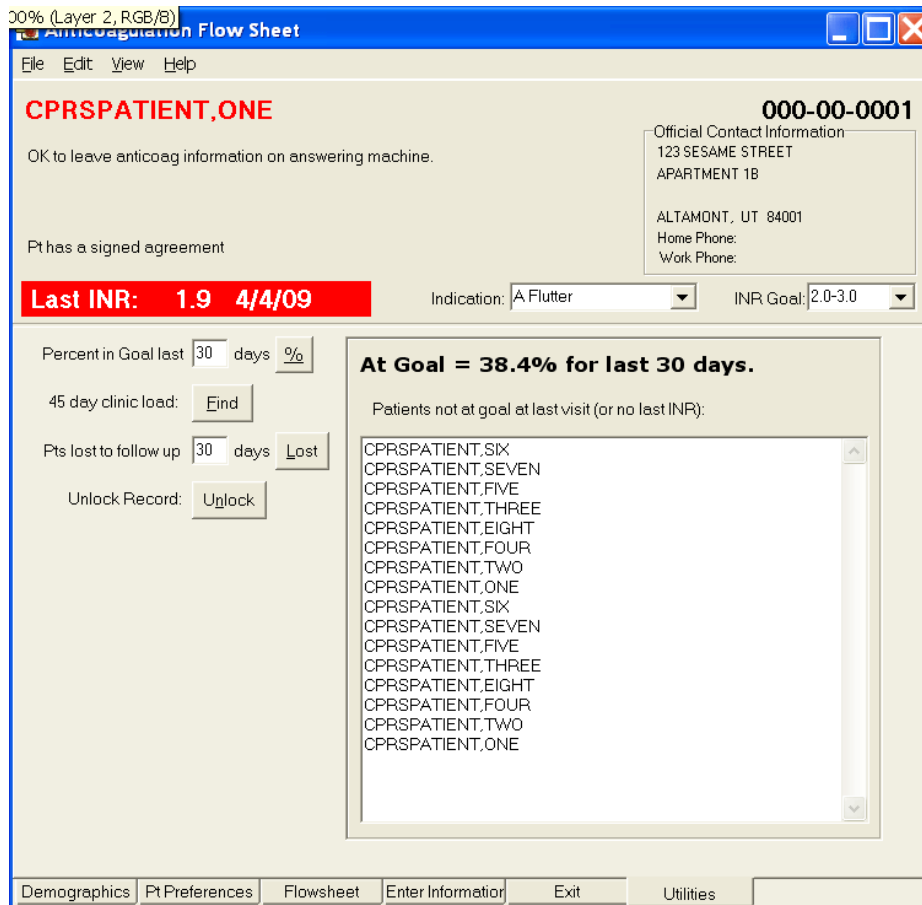 00% (Layer 2, RGB/8)
Anticoagulation Flow Sheet
File Edit View Help
CPRSPATIENT,ONE
000-00-0001
OK to leave anticoag information on answering machine.
Official Contact Information
123 SESAME STREET
APARTMENT 1B
ALTAMONT, UT 84001
Home Phone:
Work Phone:
Pt has a signed agreement
Last INR: 1.9 4/4/09
Indication: A Flutter
INR Goal: 2.0-3.0
Percent in Goal last 30 days %
45 day clinic load: Find
Pts lost to follow up 30 days Lost
Unlock Record: Unlock
At Goal = 38.4% for last 30 days.
Patients not at goal at last visit (or no last INR):
CPRSPATIENT,SIX
CPRSPATIENT,SEVEN
CPRSPATIENT,FIVE
CPRSPATIENT,THREE
CPRSPATIENT,EIGHT
CPRSPATIENT,FOUR
CPRSPATIENT,TWO
CPRSPATIENT,ONE
CPRSPATIENT,SIX
CPRSPATIENT,SEVEN
CPRSPATIENT,FIVE
CPRSPATIENT,THREE
CPRSPATIENT,EIGHT
CPRSPATIENT,FOUR
CPRSPATIENT,TWO
CPRSPATIENT,ONE
Demographics Pt Preferences Flowsheet Enter Information Exit Utilities